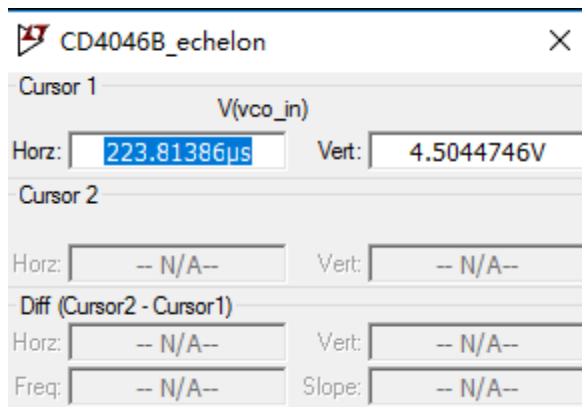 CD4046B_echelon
Cursor 1
V(vco_in)
Horz: 223.81386µs Vert: 4.5044746V
Cursor 2
Horz: -- N/A-- Vert: -- N/A--
Diff (Cursor2 - Cursor1)
Horz: -- N/A-- Vert: -- N/A--
Freq: -- N/A-- Slope: -- N/A--